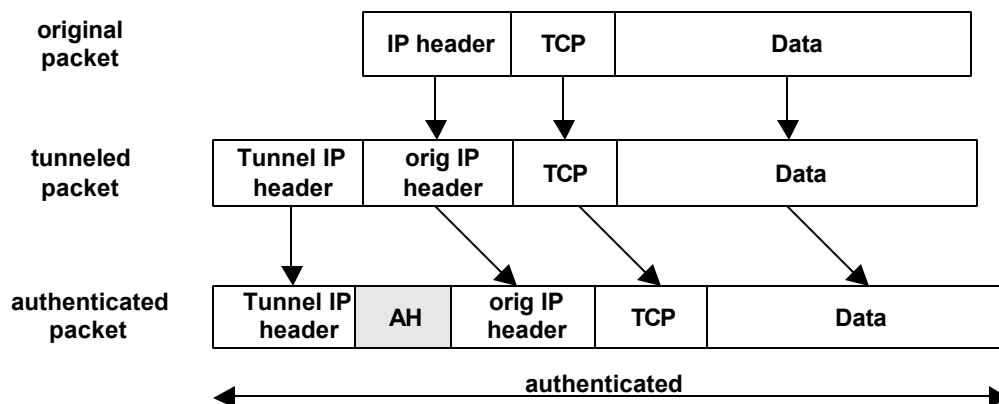 original
packet
IP header
TCP
Data
tunneled
packet
Tunnel IP
header
orig IP
header
TCP
Data
authenticated
packet
Tunnel IP
header
AH
orig IP
header
TCP
Data
authenticated